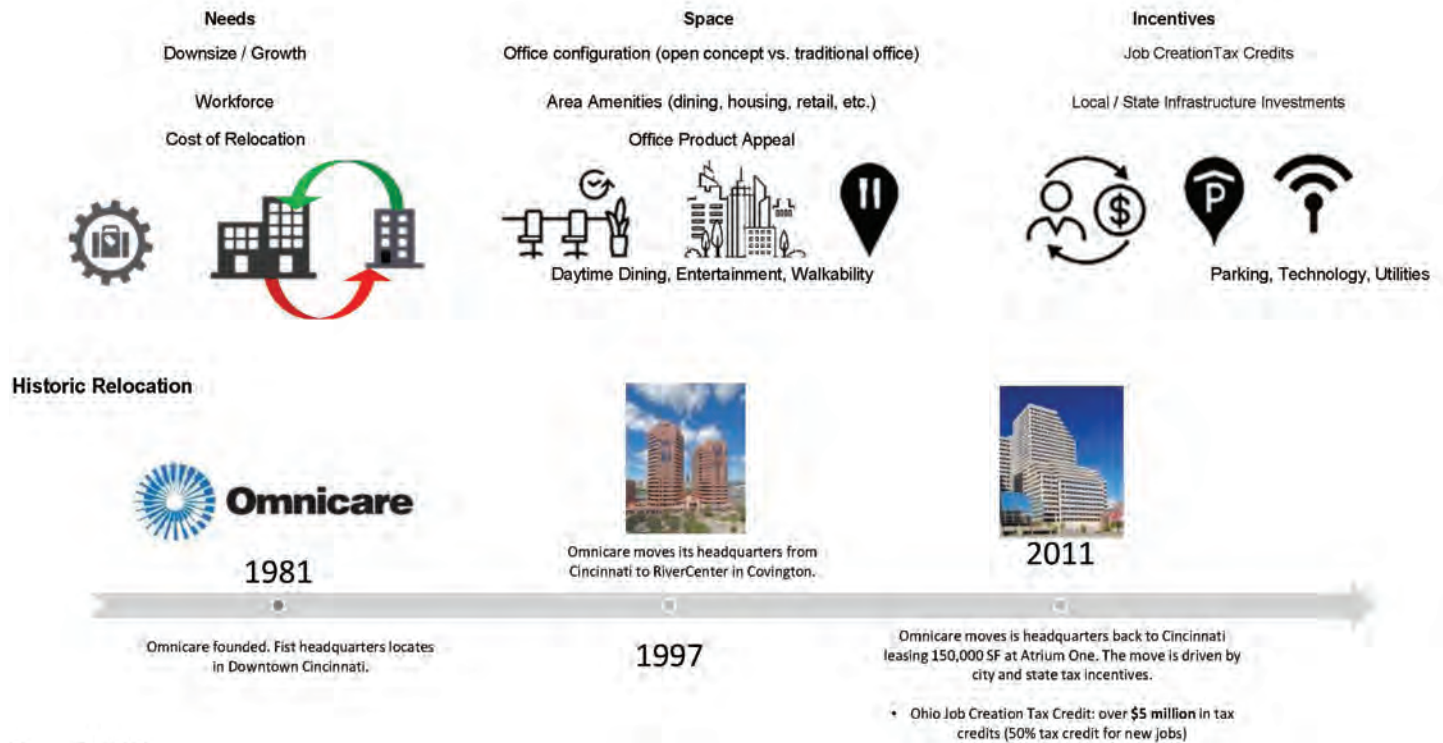 Needs
Downsize / Growth
Workforce
Cost of Relocation
Space
Office configuration (open concept vs. traditional office)
Area Amenities (dining, housing, retail, etc.)
Office Product Appeal
Daytime Dining, Entertainment, Walkability
Incentives
Job CreationTax Credits
Local / State Infrastructure Investments
$
P
Parking, Technology, Utilities
Historic Relocation
Omnicare
1981
Omnicare founded. Fist headquarters locates
in Downtown Cincinnati.
Omnicare moves its headquarters from
Cincinnati to RiverCenter in Covington.
1997
2011
Omnicare moves is headquarters back to Cincinnati
leasing 150,000 SF at Atrium One. The move is driven by
city and state tax incentives.
• Ohio Job Creation Tax Credit: over $5 million in tax
credits (50% tax credit for new jobs)